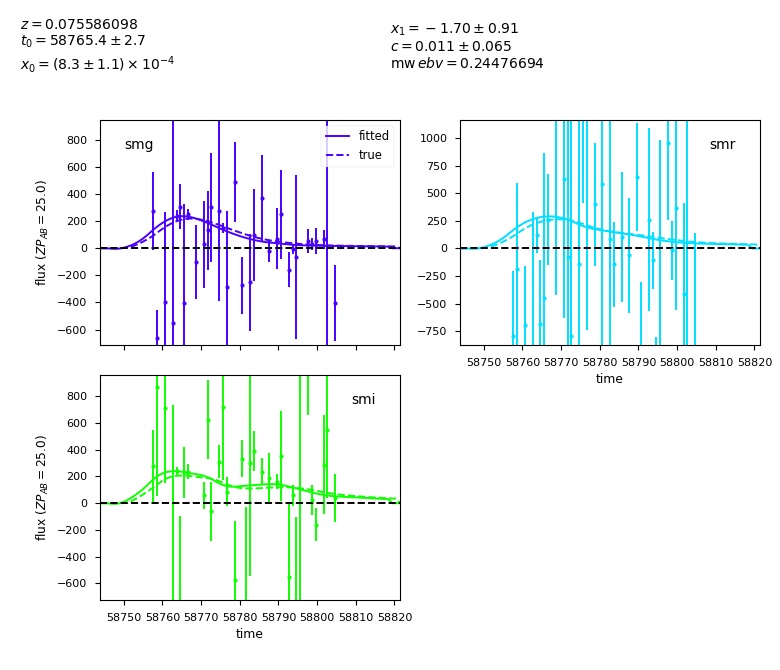 z = 0.075586098
t₀ = 58765.4 ± 2.7
x₀ = (8.3 ± 1.1) × 10⁻⁴
x₁ = −1.70 ± 0.91
c = 0.011 ± 0.065
mw ebv = 0.24476694
smg
fitted
true
800
600
400
200
0
−200
−400
−600
flux (ZP_AB = 25.0)
smr
1000
750
500
250
0
−250
−500
−750
58750 58760 58770 58780 58790 58800 58810 58820
time
smi
800
600
400
200
0
−200
−400
−600
flux (ZP_AB = 25.0)
58750 58760 58770 58780 58790 58800 58810 58820
time